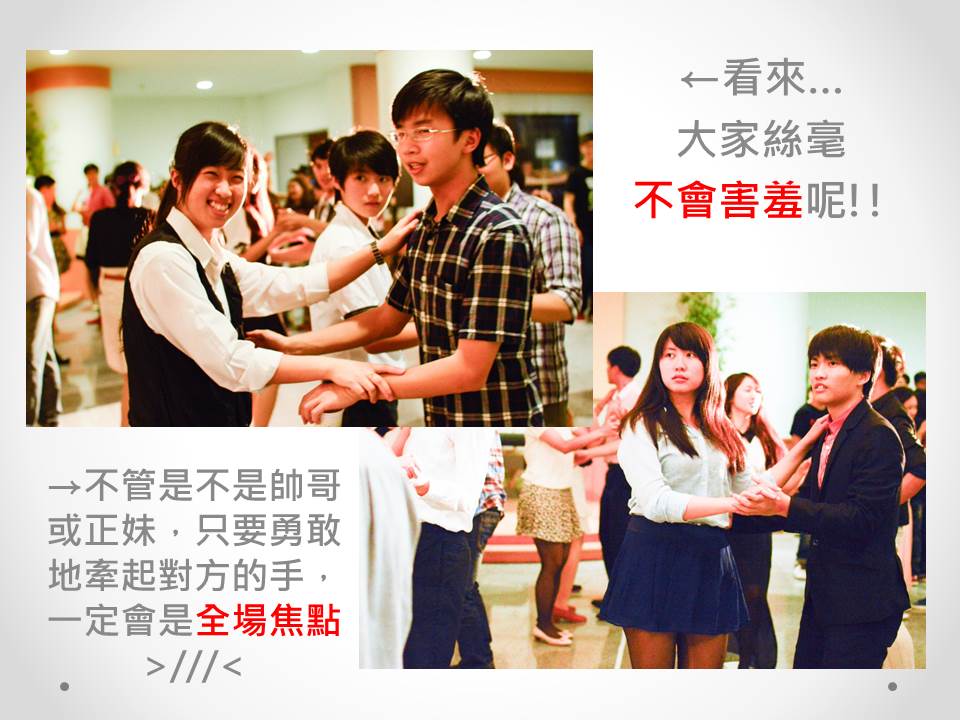 ←看來...
大家絲毫
不會害羞呢!!
→不管是不是帥哥
或正妹，只要勇敢
地牽起對方的手，
一定會是全場焦點
>///<